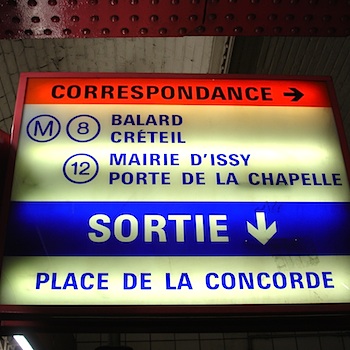 CORRESPONDANCE →
M 8 BALARD
CRÉTEIL
12 MAIRIE D'ISSY
PORTE DE LA CHAPELLE
SORTIE ↓
PLACE DE LA CONCORDE